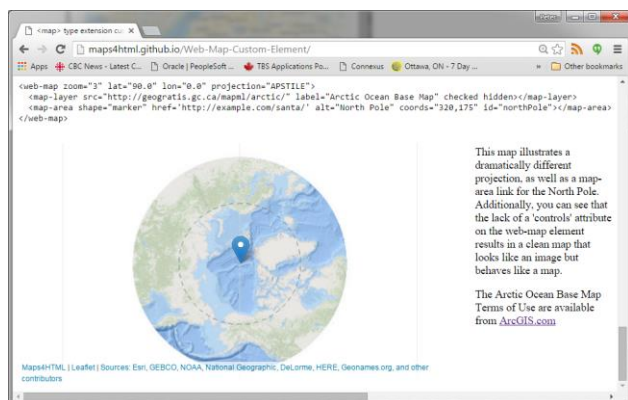 <map> type extension cu
maps4html.github.io/Web-Map-Custom-Element/
Apps CBC News - Latest C... Oracle | PeopleSoft ... TBS Applications Po... Connexus Ottawa, ON - 7 Day ... » Other bookmarks
<web-map zoom="3" lat="90.0" lon="0.0" projection="APSTILE">
<map-layer src="http://geogratis.gc.ca/mapml/arctic/" label="Arctic Ocean Base Map" checked hidden></map-layer>
<map-area shape="marker" href='http://example.com/santa/' alt="North Pole" coords="320,175" id="northPole"></map-area>
</web-map>
This map illustrates a
dramatically different
projection, as well as a map-
area link for the North Pole.
Additionally, you can see that
the lack of a 'controls' attribute
on the web-map element
results in a clean map that
looks like an image but
behaves like a map.
The Arctic Ocean Base Map
Terms of Use are available
from ArcGIS.com
Maps4HTML | Leaflet | Sources: Esri, GEBCO, NOAA, National Geographic, DeLorme, HERE, Geonames.org, and other
contributors